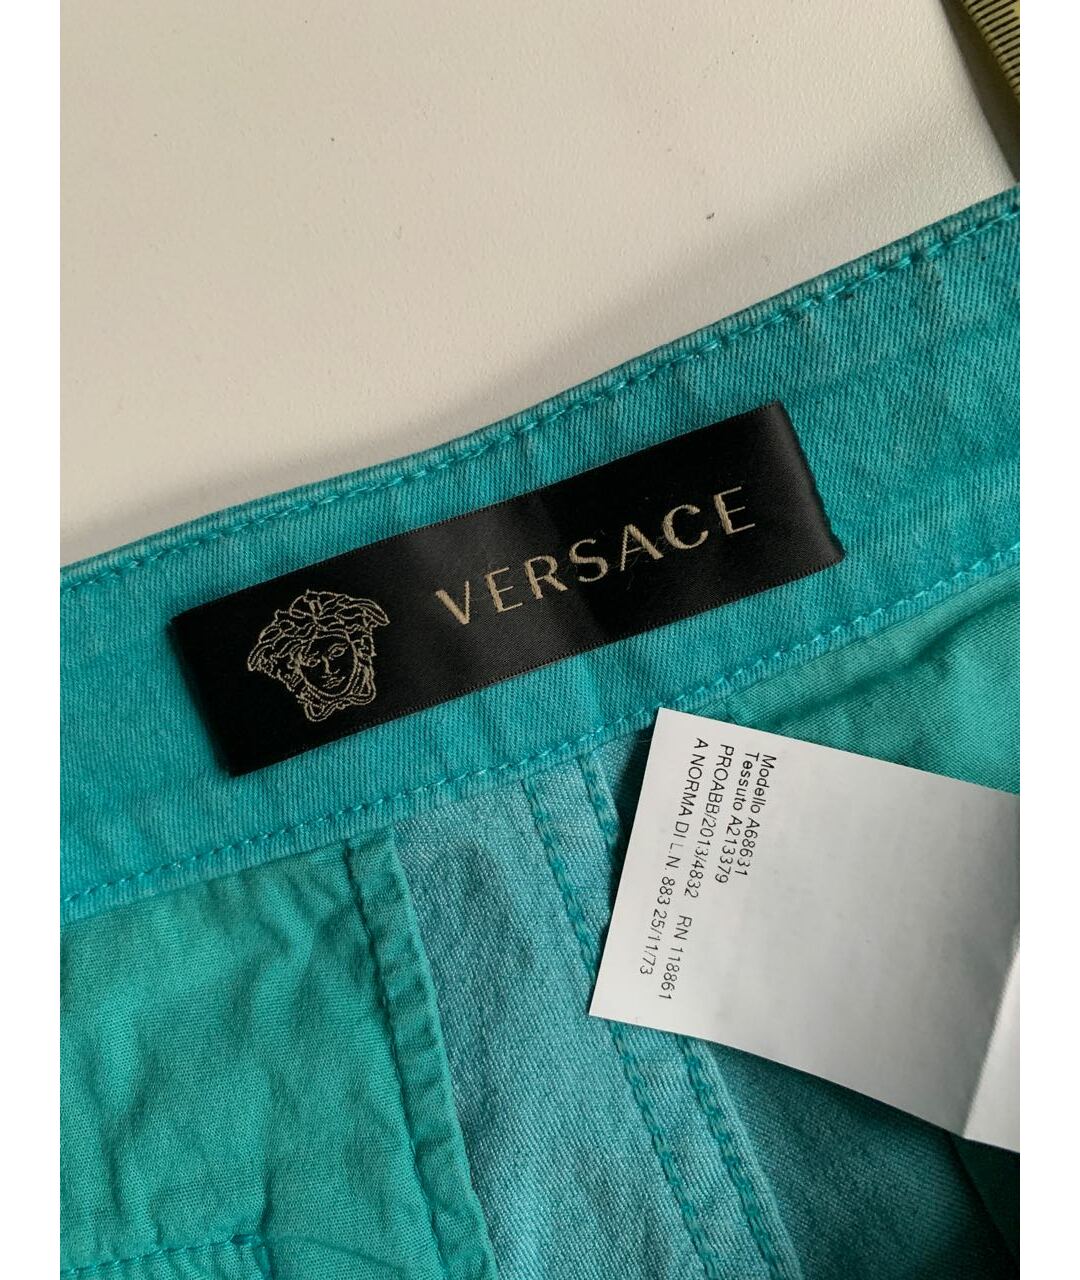 VERSACE
Modello A68631
Tessuto A213379
PROABB/2013/4832 RN 118861
A NORMA DI L.N. 883 25/11/73